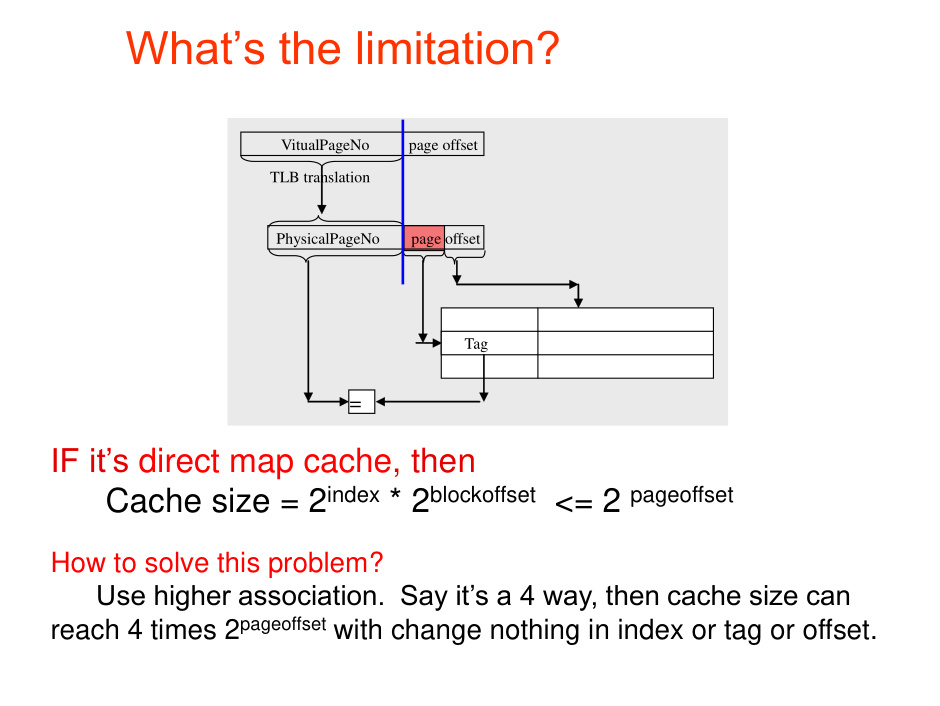 What’s the limitation?
VitualPageNo page offset
TLB translation
PhysicalPageNo page offset
Tag
=
IF it’s direct map cache, then
Cache size = 2^index * 2^blockoffset <= 2 ^pageoffset
How to solve this problem?
Use higher association. Say it’s a 4 way, then cache size can
reach 4 times 2^pageoffset with change nothing in index or tag or offset.